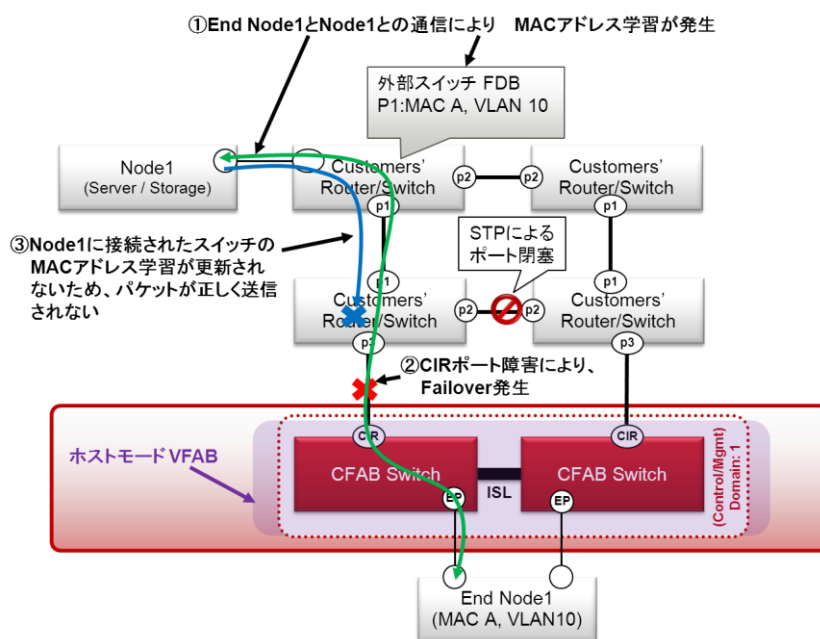 ①End Node1とNode1との通信により　MACアドレス学習が発生
外部スイッチ FDB
P1:MAC A, VLAN 10
Node1
(Server / Storage)
Customers’
Router/Switch
p2
p2
Customers’
Router/Switch
p1
p1
③Node1に接続されたスイッチの
MACアドレス学習が更新され
ないため、パケットが正しく送信
されない
STPによる
ポート閉塞
p1
p1
Customers’
Router/Switch
p2
p2
Customers’
Router/Switch
p3
p3
②CIRポート障害により、
Failover発生
ホストモード VFAB
CIR
CIR
CFAB Switch
ISL
CFAB Switch
EP
EP
(Control/Mgmt)
Domain: 1
End Node1
(MAC A, VLAN10)